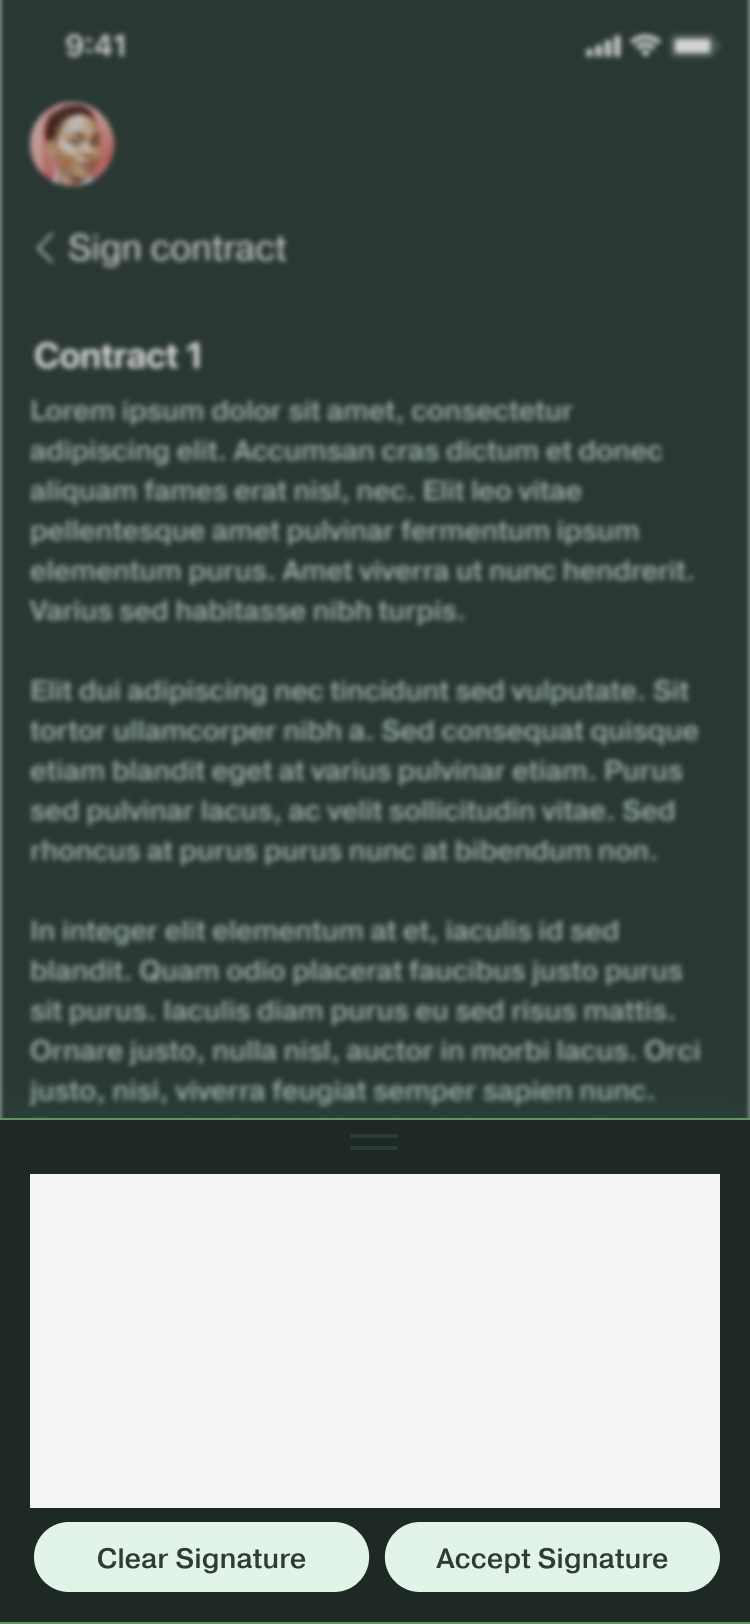 9:41
Sign contract
Contract 1
Lorem ipsum dolor sit amet, consectetur
adipiscing elit. Accumsan cras dictum et donec
aliquam fames erat nisl, nec. Elit leo vitae
pellentesque amet pulvinar fermentum ipsum
elementum purus. Amet viverra ut nunc hendrerit.
Varius sed habitasse nibh turpis.
Elit dui adipiscing nec tincidunt sed vulputate. Sit
tortor ullamcorper nibh a. Sed consequat quisque
etiam blandit eget at varius pulvinar etiam. Purus
sed pulvinar lacus, ac velit sollicitudin vitae. Sed
rhoncus at purus purus nunc at bibendum non.
In integer elit elementum at et, iaculis id sed
blandit. Quam odio placerat faucibus justo purus
sit purus. Iaculis diam purus eu sed risus mattis.
Ornare justo, nulla nisl, auctor in morbi lacus. Orci
justo, nisi, viverra feugiat semper sapien nunc.
Clear Signature
Accept Signature